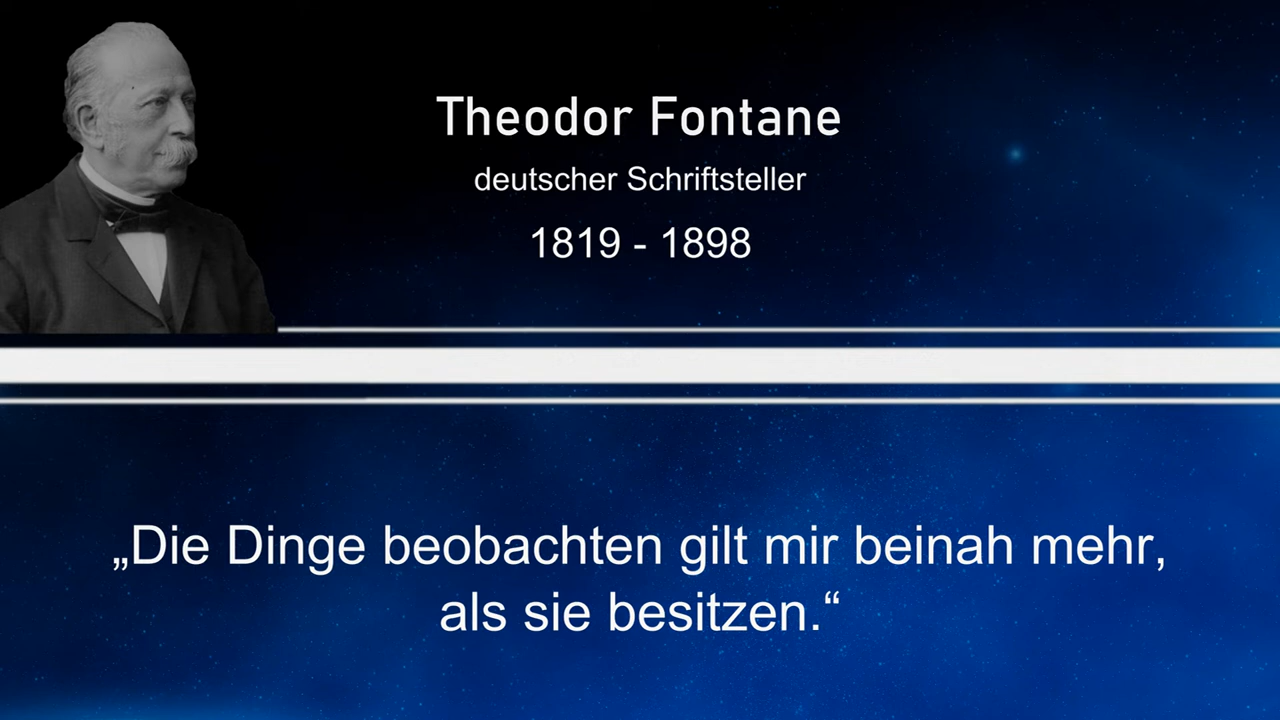 Theodor Fontane
deutscher Schriftsteller
1819 - 1898
„Die Dinge beobachten gilt mir beinah mehr,
als sie besitzen.“